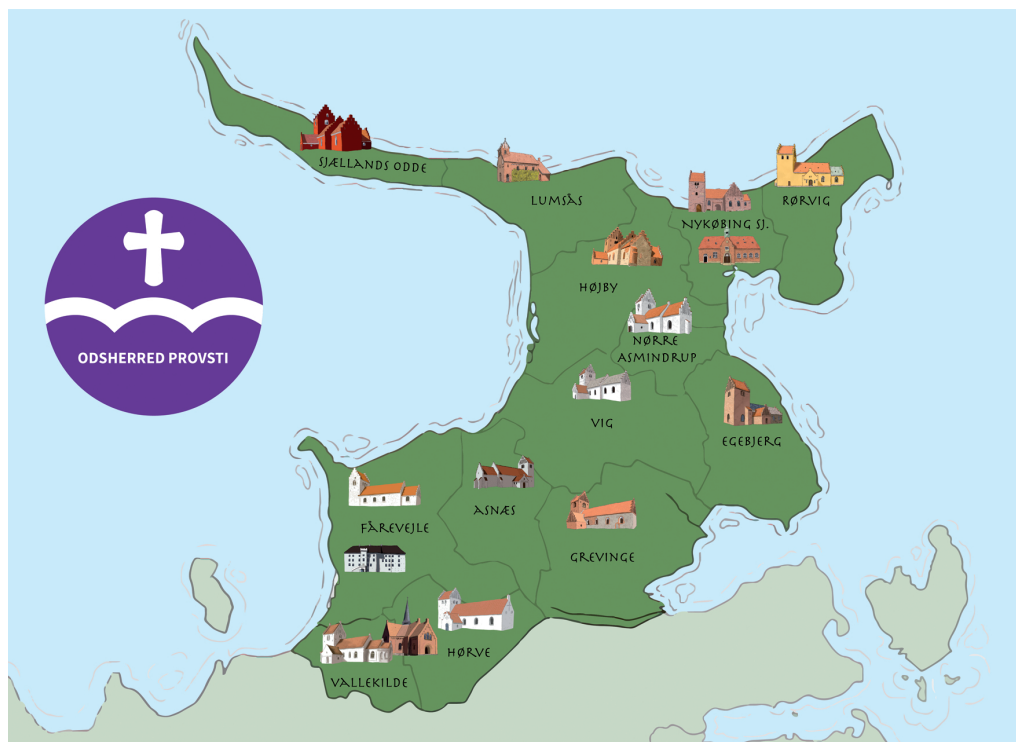 SJÆLLANDS ODDE
LUMSÅS
RØRVIG
NYKØBING SJ.
HØJBY
NØRRE
ASMINDRUP
ODSHERRED PROVSTI
VIG
EGEBJERG
ASNÆS
FÅREVEJLE
GREVINGE
HØRVE
VALLEKILDE